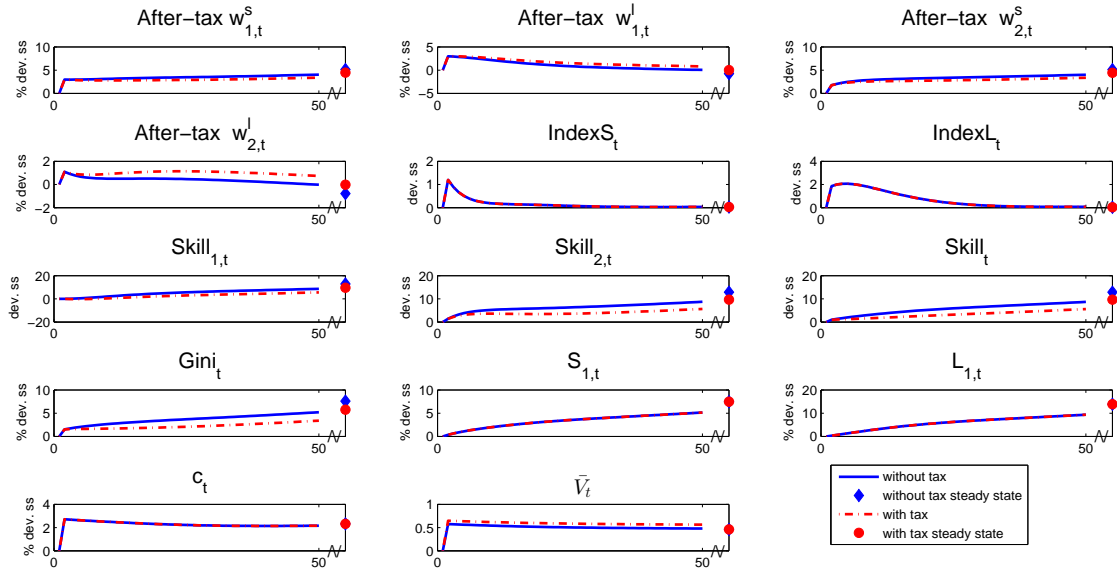 After−tax w^s_{1,t} After−tax w^l_{1,t} After−tax w^s_{2,t}
% dev. ss 10 5 0 0 50
% dev. ss 5 0 −5 0 50
% dev. ss 10 5 0 0 50
After−tax w^l_{2,t} IndexS_t IndexL_t
% dev. ss 2 0 −2 0 50
dev. ss 2 1 0 0 50
dev. ss 4 2 0 0 50
Skill_{1,t} Skill_{2,t} Skill_t
% dev. ss 20 0 −20 0 50
% dev. ss 20 10 0 0 50
% dev. ss 20 10 0 0 50
Gini_t S_{1,t} L_{1,t}
% dev. ss 10 5 0 0 50
% dev. ss 10 5 0 0 50
% dev. ss 20 10 0 0 50
c_t V̄_t
% dev. ss 4 2 0 0 50
% dev. ss 1 0.5 0 0 50
without tax
without tax steady state
with tax
with tax steady state